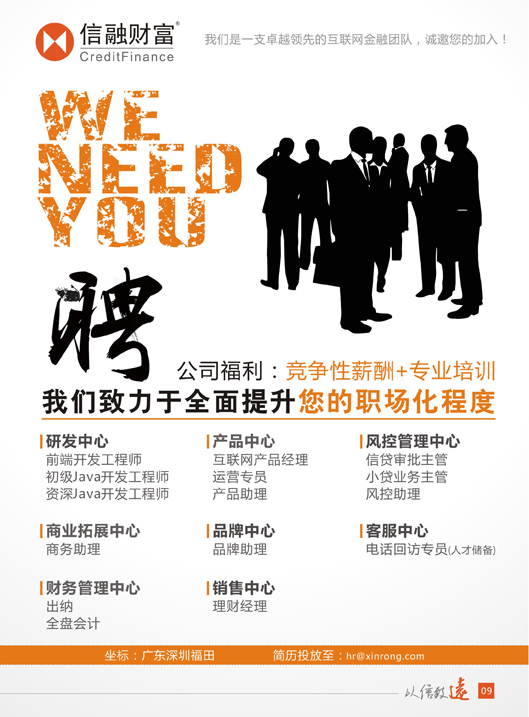 信融财富®
CreditFinance
我们是一支卓越领先的互联网金融团队，诚邀您的加入！
WE
NEED
YOU
聘
公司福利：竞争性薪酬+专业培训
我们致力于全面提升您的职场化程度
研发中心
前端开发工程师
初级Java开发工程师
资深Java开发工程师
产品中心
互联网产品经理
运营专员
产品助理
风控管理中心
信贷审批主管
小贷业务主管
风控助理
商业拓展中心
商务助理
品牌中心
品牌助理
客服中心
电话回访专员(人才储备)
财务管理中心
出纳
全盘会计
销售中心
理财经理
坐标：广东深圳福田 简历投放至：hr@xinrong.com
以信致远 09